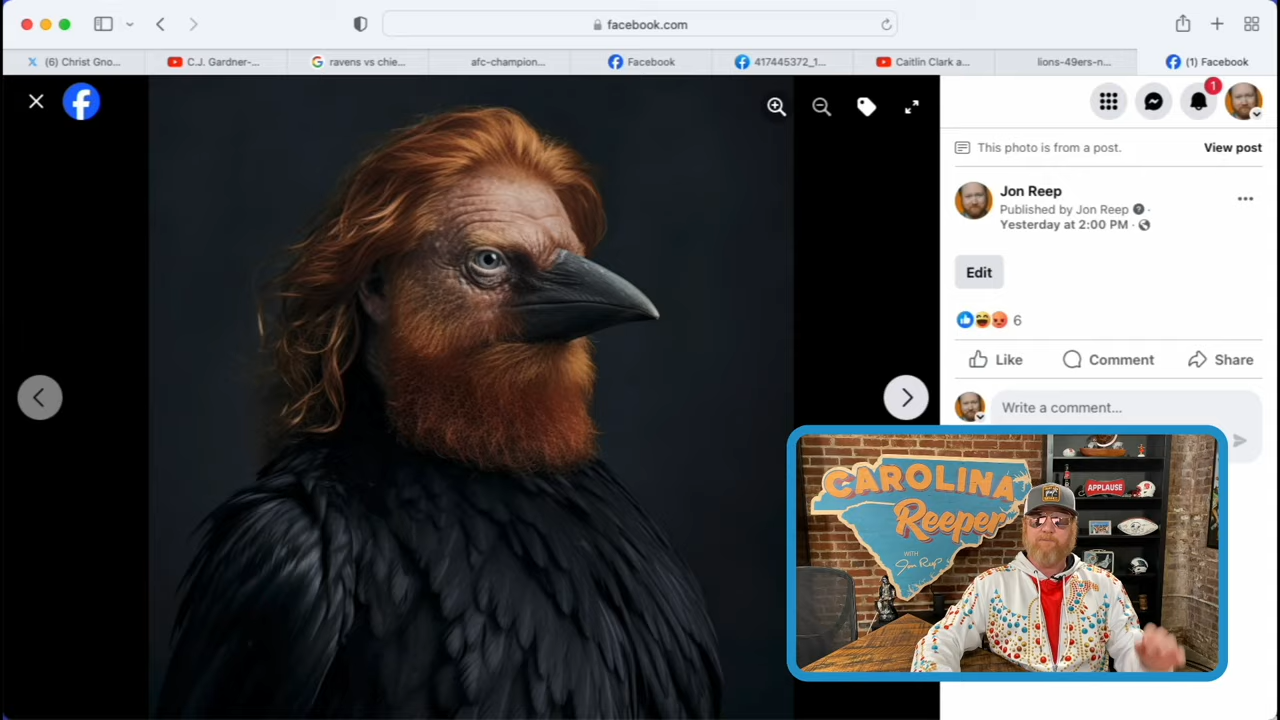 facebook.com
(6) Christ Gno...
C.J. Gardner-...
ravens vs chie...
afc-champion...
Facebook
417445372_1...
Caitlin Clark a...
lions-49ers-n...
(1) Facebook
1
This photo is from a post.
View post
Jon Reep
Published by Jon Reep
Yesterday at 2:00 PM
Edit
6
Like
Comment
Share
Write a comment...
CAROLINA
Reeper
WITH
Jon Reep
APPLAUSE